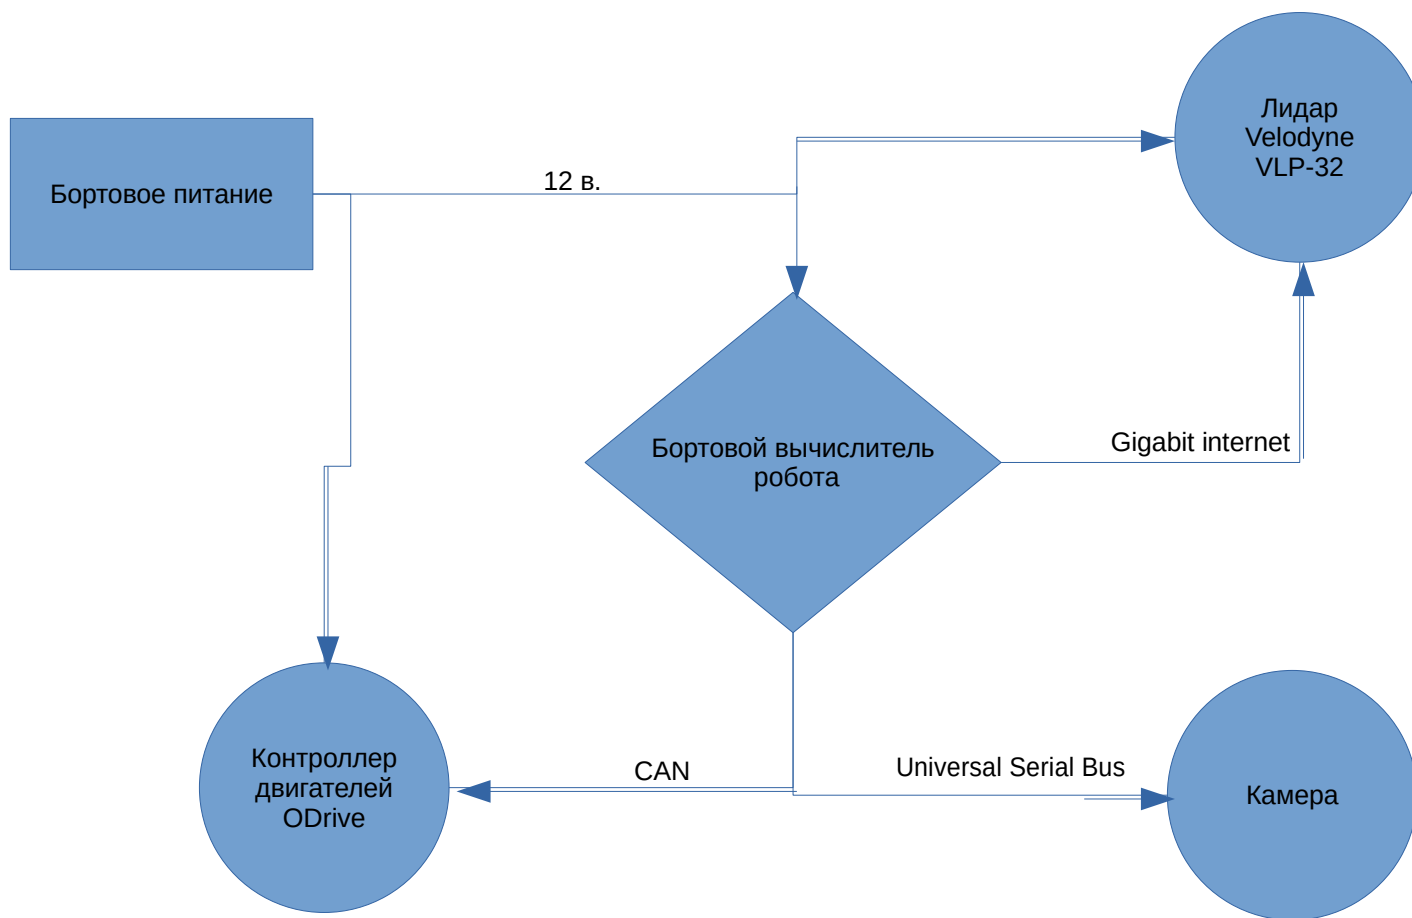 Лидар
Velodyne
VLP-32
Бортовое питание
12 в.
Бортовой вычислитель
робота
Gigabit internet
Контроллер
двигателей
ODrive
CAN
Universal Serial Bus
Камера